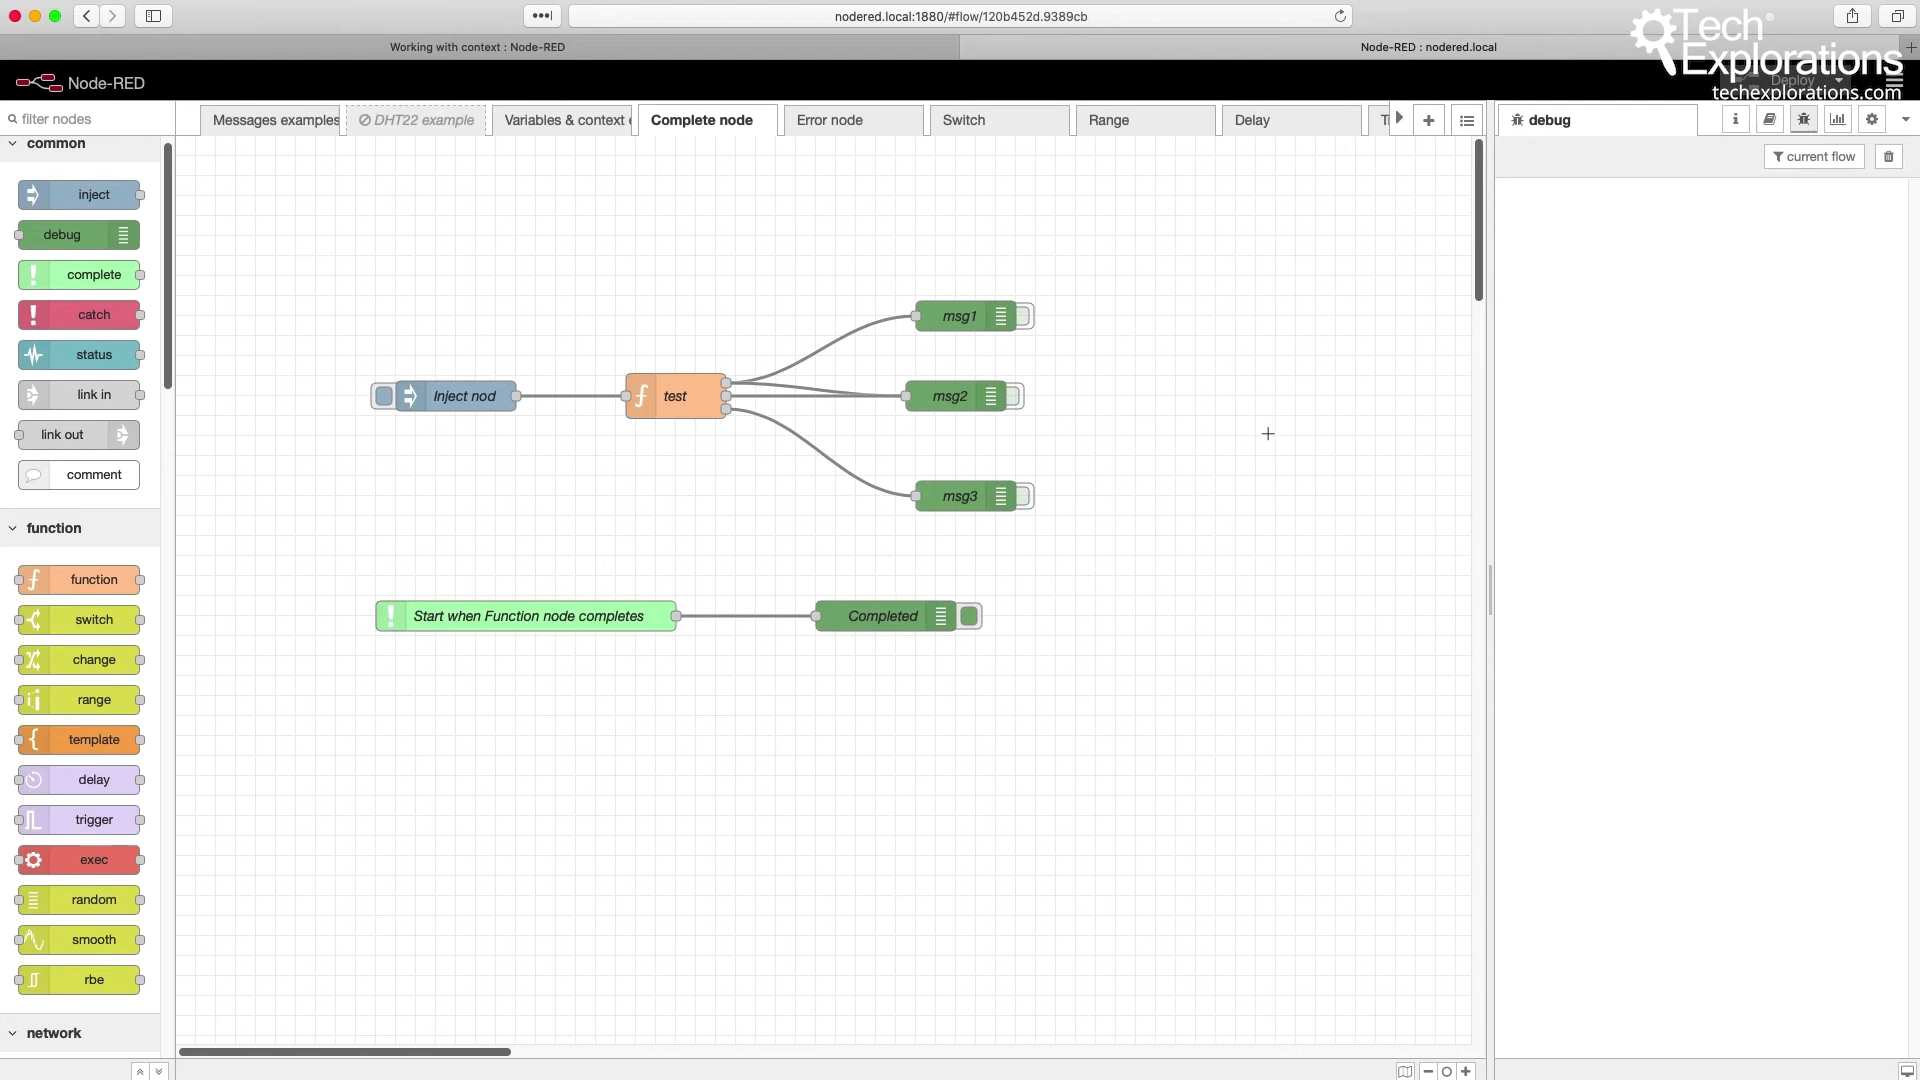 nodered.local:1880/#flow/120b452d.9389cb
Working with context : Node-RED
Node-RED : nodered.local
Tech
Explorations
techexplorations.com
Node-RED
Deploy
filter nodes
Messages examples
DHT22 example
Variables & context
Complete node
Error node
Switch
Range
Delay
debug
current flow
common
inject
debug
complete
catch
status
link in
link out
comment
function
function
switch
change
range
template
delay
trigger
exec
random
smooth
rbe
network
Inject nod
test
msg1
msg2
msg3
Start when Function node completes
Completed